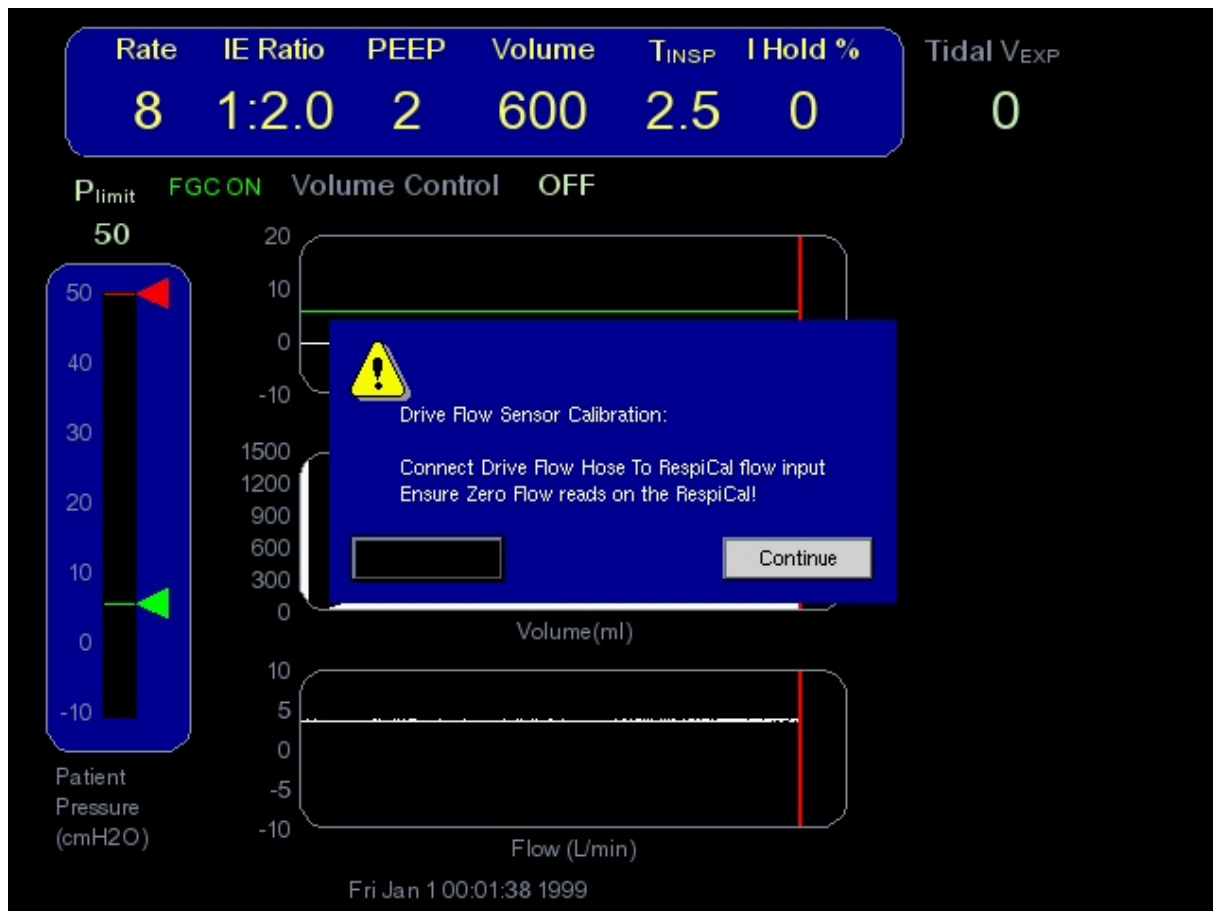 Rate IE Ratio PEEP Volume TINSP I Hold % Tidal VEXP
8 1:2.0 2 600 2.5 0 0
Plimit FGC ON Volume Control OFF
50
50
40
30
20
10
0
-10
Patient
Pressure
(cmH2O)
20
10
0
-10
Drive Flow Sensor Calibration:
Connect Drive Flow Hose To RespiCal flow input
Ensure Zero Flow reads on the RespiCal!
Continue
1500
1200
900
600
300
0
Volume(ml)
10
5
0
-5
-10
Flow (L/min)
Fri Jan 1 00:01:38 1999